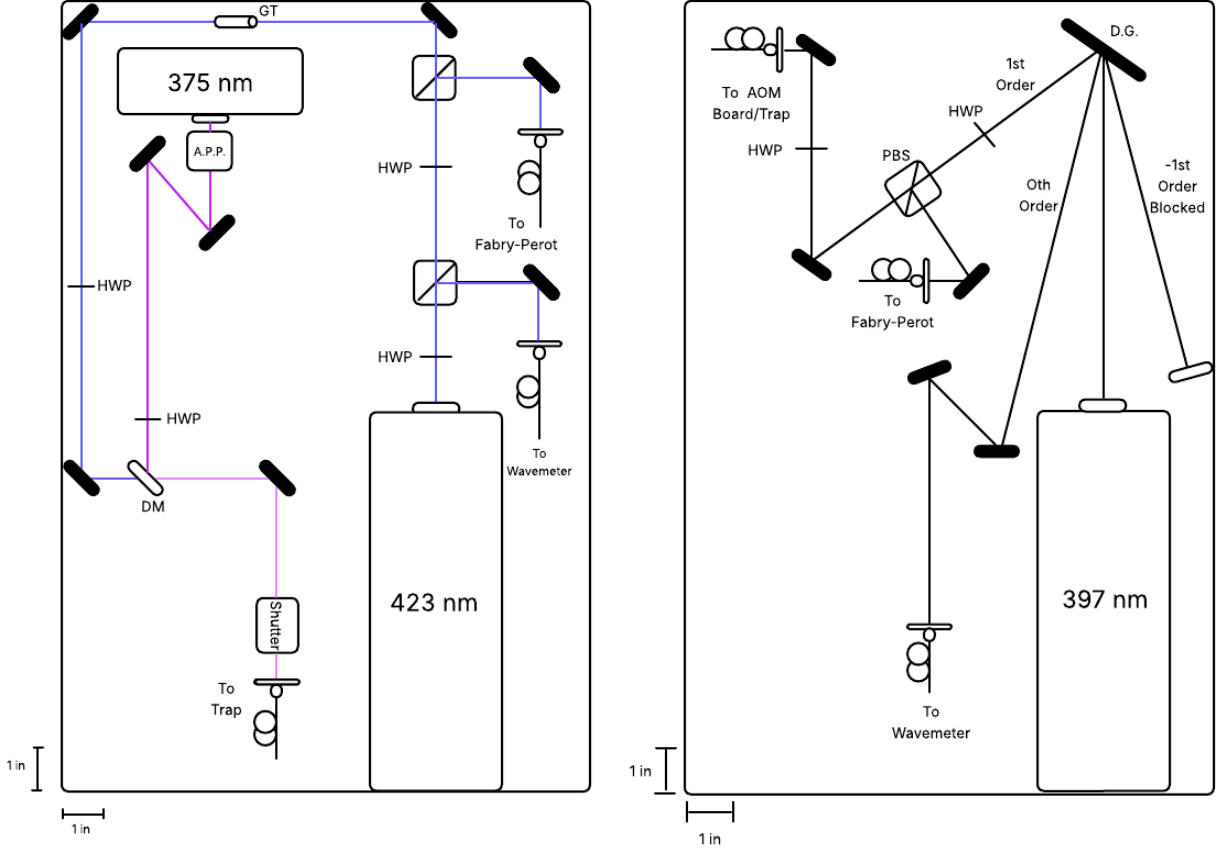 GT
375 nm
A.P.P.
HWP
To
Fabry-Perot
HWP
HWP
HWP
To
Wavemeter
DM
423 nm
Shutter
To
Trap
1 in
1 in
D.G.
1st
Order
To AOM
Board/Trap
HWP
HWP
PBS
-1st
Order
Blocked
0th
Order
To
Fabry-Perot
397 nm
To
Wavemeter
1 in
1 in